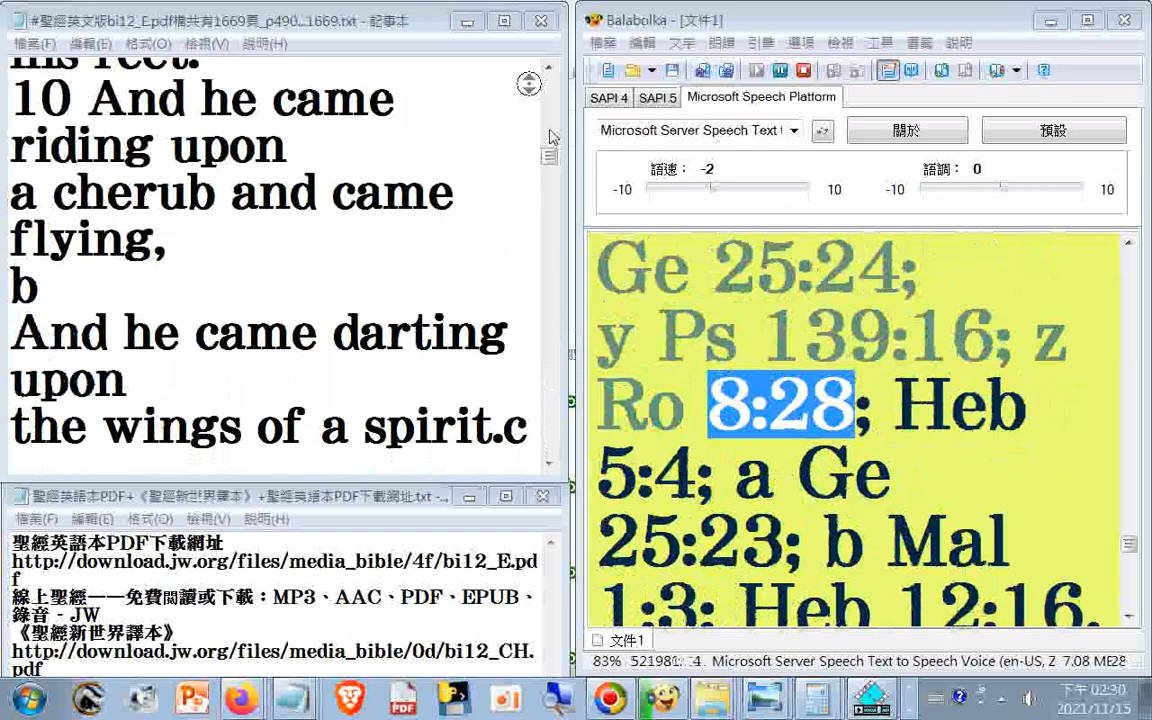 #聖經英文版bi12_E.pdf檔共有1669頁_p490...1669.txt - 記事本
檔案(F) 編輯(E) 格式(O) 檢視(V) 說明(H)
his feet.
10 And he came
riding upon
a cherub and came
flying,
b
And he came darting
upon
the wings of a spirit.c
聖經英語本PDF+《聖經新世界譯本》+聖經英語本PDF下載網址.txt -...
檔案(F) 編輯(E) 格式(O) 檢視(V) 說明(H)
聖經英語本PDF下載網址
http://download.jw.org/files/media_bible/4f/bi12_E.pd
f
線上聖經——免費閱讀或下載：MP3、AAC、PDF、EPUB、
錄音 - JW
《聖經新世界譯本》
http://download.jw.org/files/media_bible/0d/bi12_CH.
pdf
Balabolka - [文件1]
檔案 編輯 文字 朗讀 引擎 選項 檢視 工具 書籤 說明
SAPI 4 SAPI 5 Microsoft Speech Platform
Microsoft Server Speech Text 關於 預設
語速： -2 語調： 0
-10 10 -10 10
Ge 25:24;
y Ps 139:16; z
Ro 8:28; Heb
5:4; a Ge
25:23; b Mal
1:3; Heb 12:16.
文件1
83% Microsoft Server Speech Text to Speech Voice (en-US, Z
PDF
下午 02:30
2021/11/15